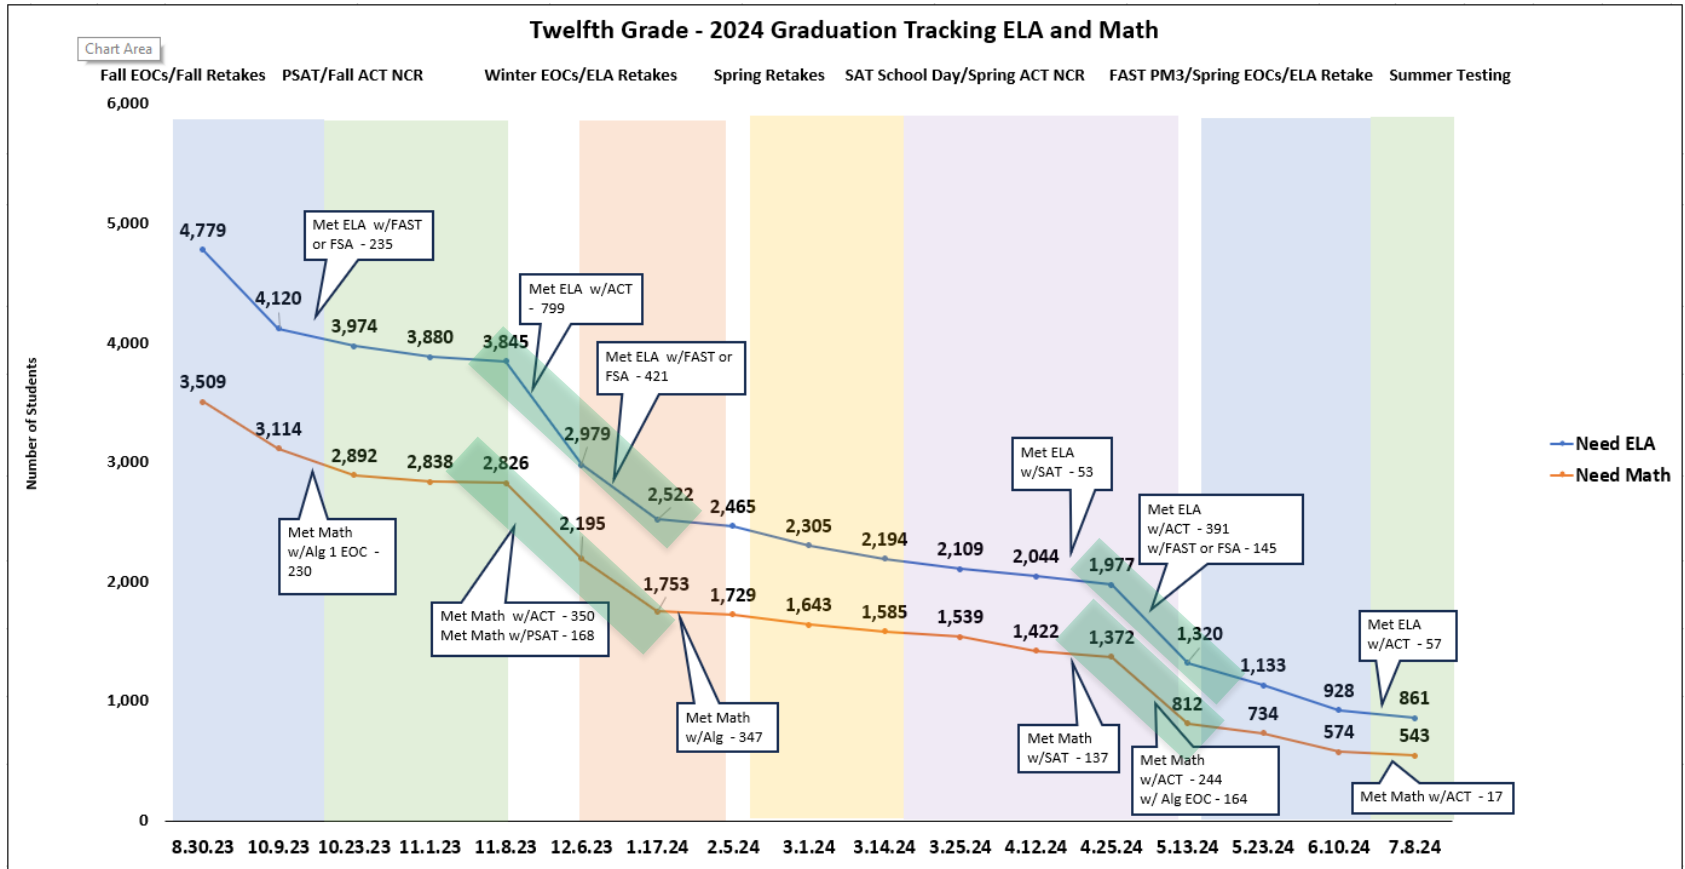 Twelfth Grade - 2024 Graduation Tracking ELA and Math
Chart Area
Fall EOCs/Fall Retakes PSAT/Fall ACT NCR Winter EOCs/ELA Retakes Spring Retakes SAT School Day/Spring ACT NCR FAST PM3/Spring EOCs/ELA Retake Summer Testing
6,000
5,000
4,000
3,000
2,000
1,000
0
Number of Students
4,779
4,120
3,974
3,880
3,845
2,979
2,522
2,465
2,305
2,194
2,109
2,044
1,977
1,320
1,133
928
861
3,509
3,114
2,892
2,838
2,826
2,195
1,753
1,729
1,643
1,585
1,539
1,422
1,372
812
734
574
543
Met ELA w/FAST
or FSA - 235
Met ELA w/ACT
- 799
Met ELA w/FAST or
FSA - 421
Met ELA
w/SAT - 53
Met ELA
w/ACT - 391
w/FAST or FSA - 145
Met ELA
w/ACT - 57
Met Math
w/Alg 1 EOC -
230
Met Math w/ACT - 350
Met Math w/PSAT - 168
Met Math
w/Alg - 347
Met Math
w/SAT - 137
Met Math
w/ACT - 244
w/ Alg EOC - 164
Met Math w/ACT - 17
Need ELA
Need Math
8.30.23 10.9.23 10.23.23 11.1.23 11.8.23 12.6.23 1.17.24 2.5.24 3.1.24 3.14.24 3.25.24 4.12.24 4.25.24 5.13.24 5.23.24 6.10.24 7.8.24